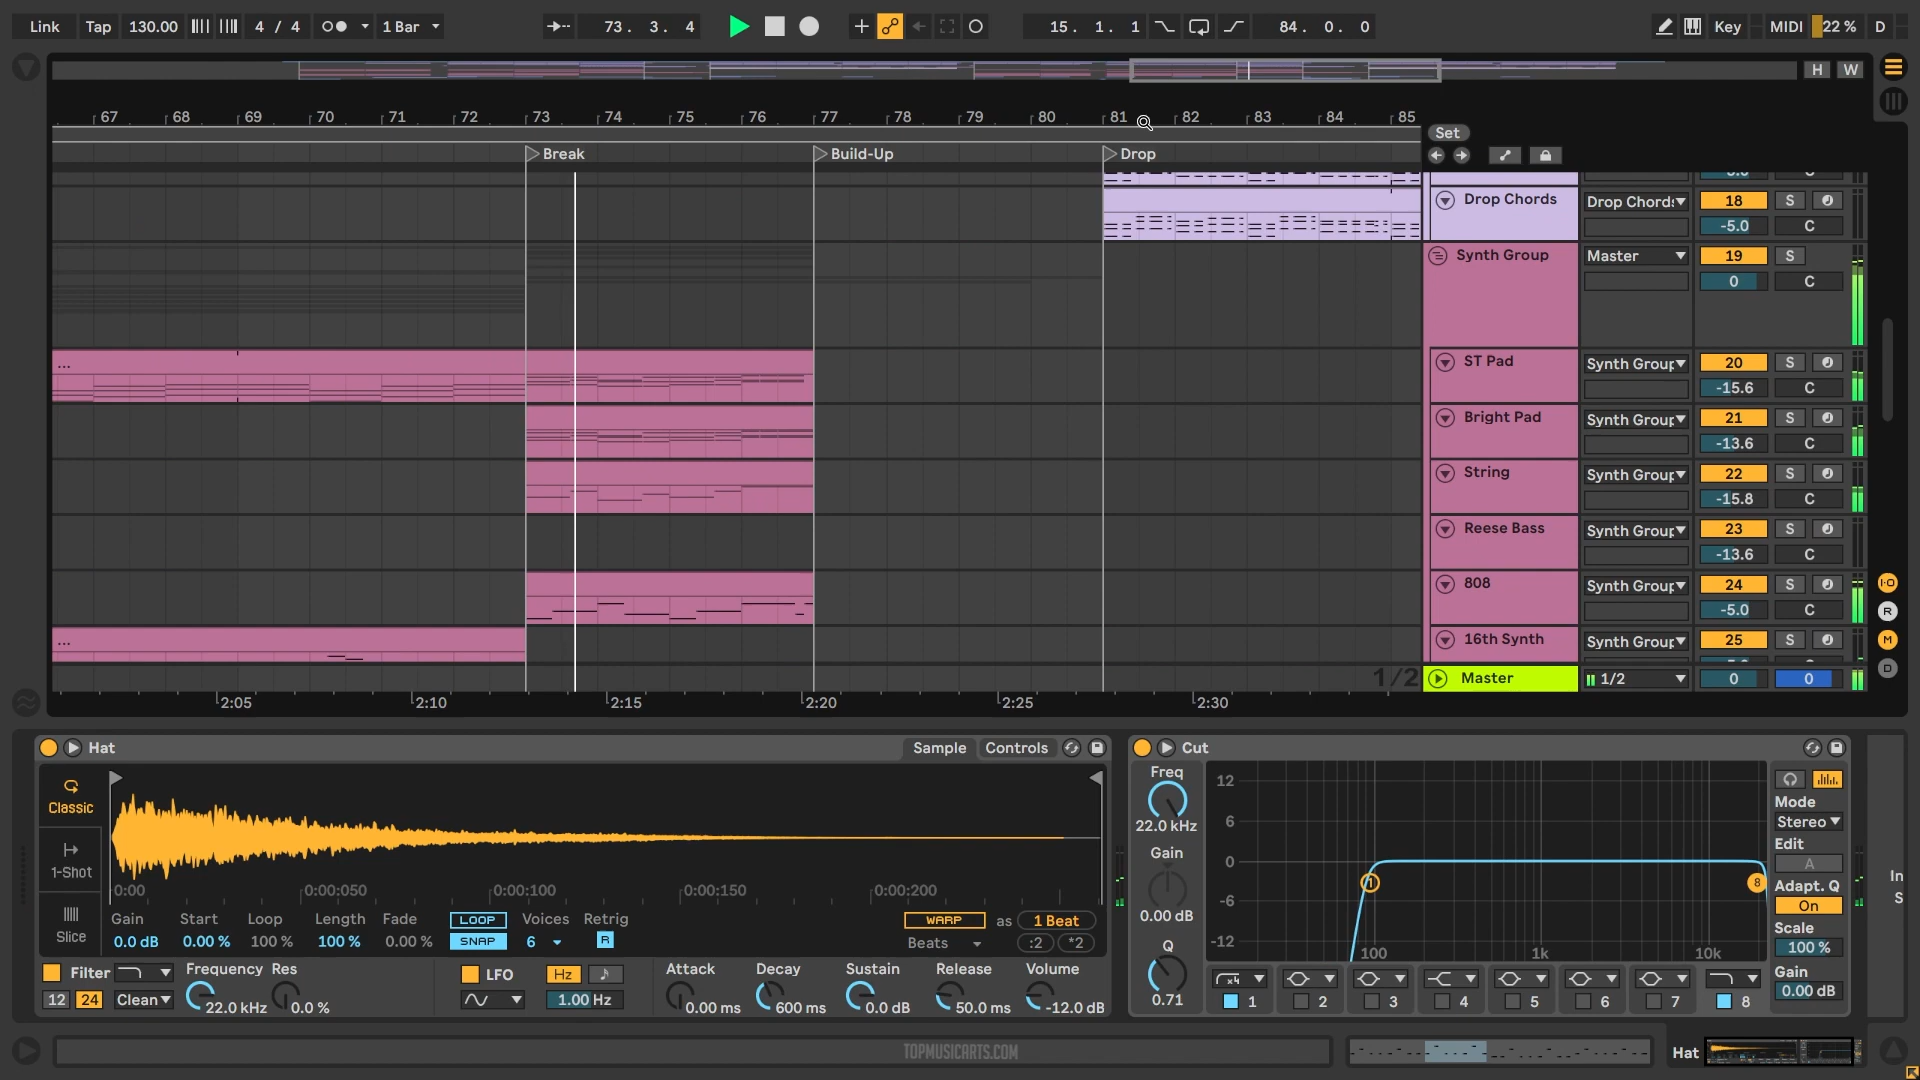 Link Tap 130.00 4 / 4 1 Bar 73. 3. 4 15. 1. 1 84. 0. 0 Key MIDI 22 % D
H W
67 68 69 70 71 72 73 74 75 76 77 78 79 80 81 82 83 84 85
Set
Break Build-Up Drop
Drop Chords Drop Chords 18 S
-5.0 C
Synth Group Master 19 S
0 C
ST Pad Synth Group 20 S
... -15.6 C
Bright Pad Synth Group 21 S
-13.6 C
String Synth Group 22 S
-15.8 C
Reese Bass Synth Group 23 S
-13.6 C
808 Synth Group 24 S
-5.0 C
16th Synth Synth Group 25 S
...
1/2 Master 1/2 0 0
2:05 2:10 2:15 2:20 2:25 2:30
I·O
R
M
D
Hat Sample Controls
Classic
1-Shot
Slice
0:00 0:00:050 0:00:100 0:00:150 0:00:200
Gain Start Loop Length Fade LOOP Voices Retrig WARP as 1 Beat
0.0 dB 0.00 % 100 % 100 % 0.00 % SNAP 6 R Beats :2 *2
Filter Frequency Res LFO Hz Attack Decay Sustain Release Volume
12 24 Clean 22.0 kHz 0.0 % 1.00 Hz 0.00 ms 600 ms 0.0 dB 50.0 ms -12.0 dB
Cut
Freq
22.0 kHz
Gain
0.00 dB
Q
0.71
12
6
0
-6
-12
1 8
100 1k 10k
x4
1 2 3 4 5 6 7 8
Mode
Stereo
Edit
A
Adapt. Q
On
Scale
100 %
Gain
0.00 dB
TOPMUSICARTS.COM
Hat